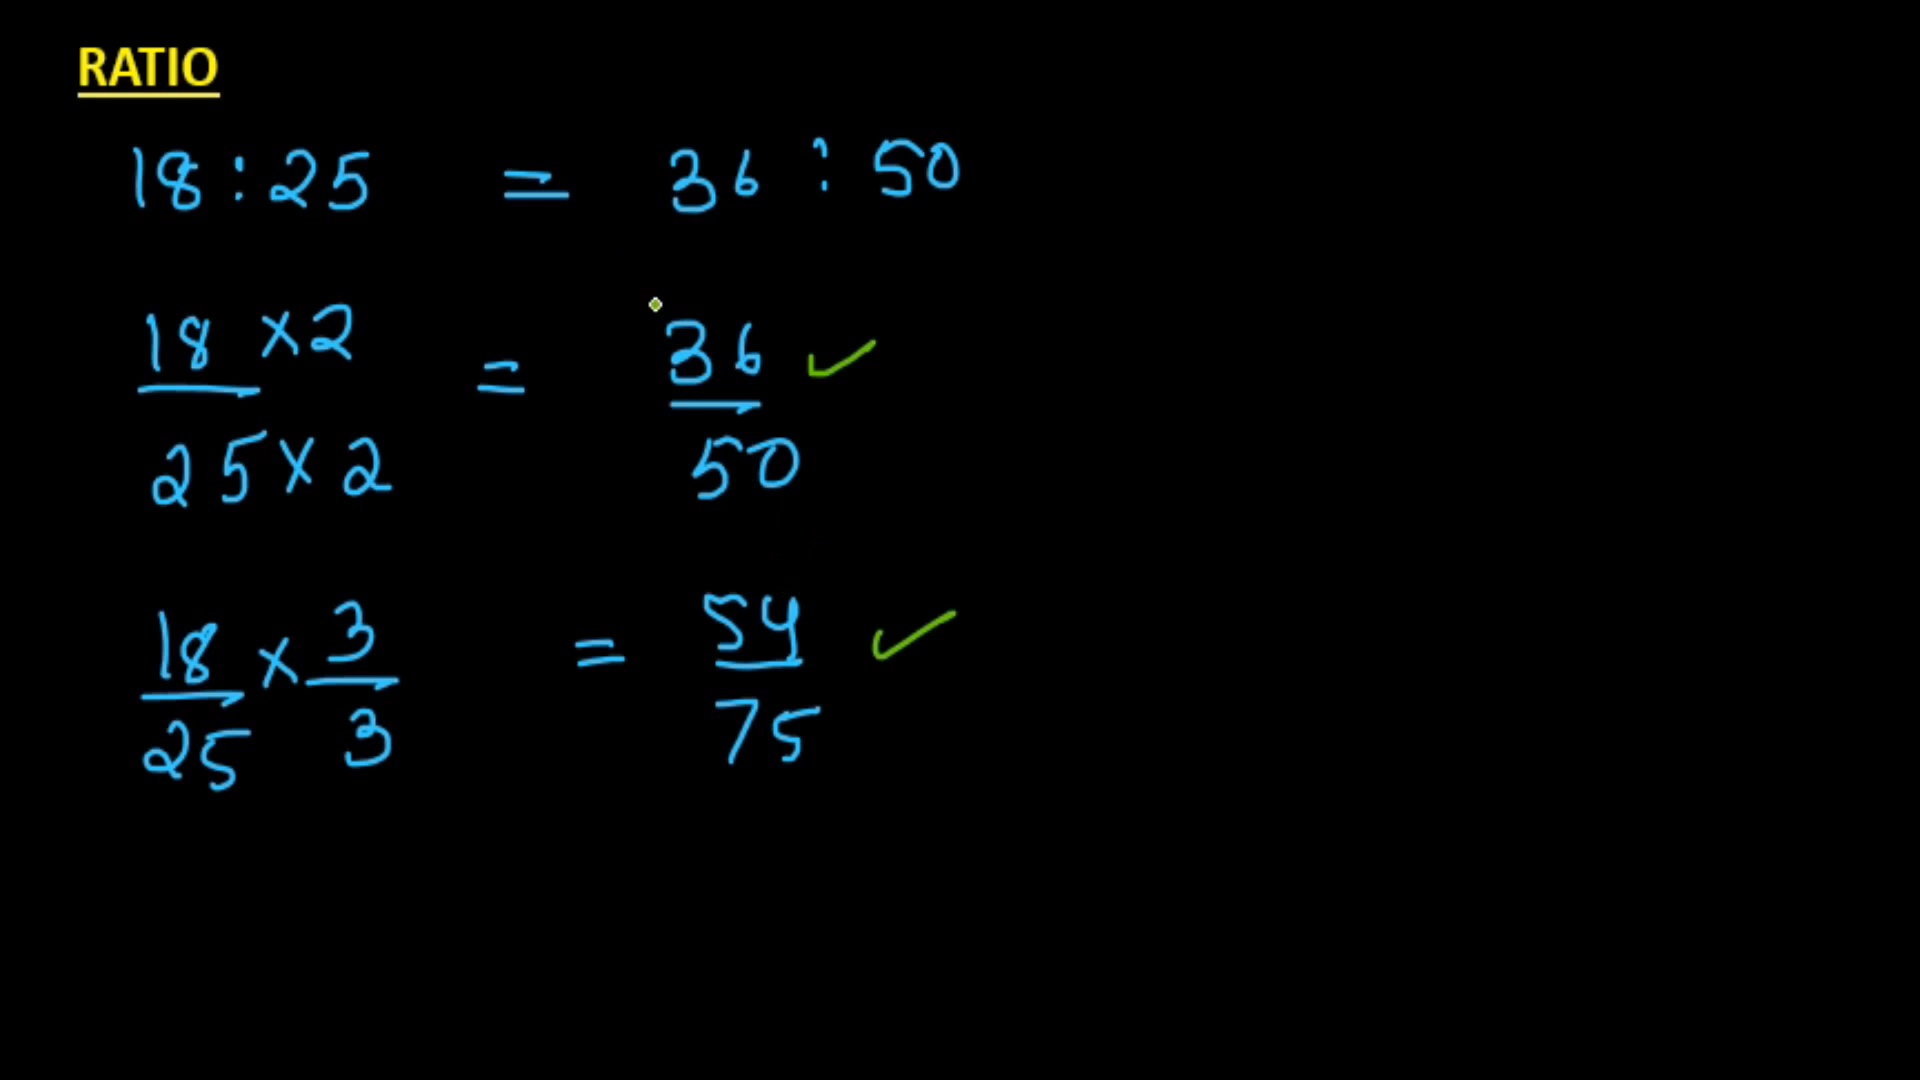 RATIO
18 : 25 = 36 : 50
18 × 2 = 36 ✓
25 × 2 50
18 × 3 = 54 ✓
25 3 75